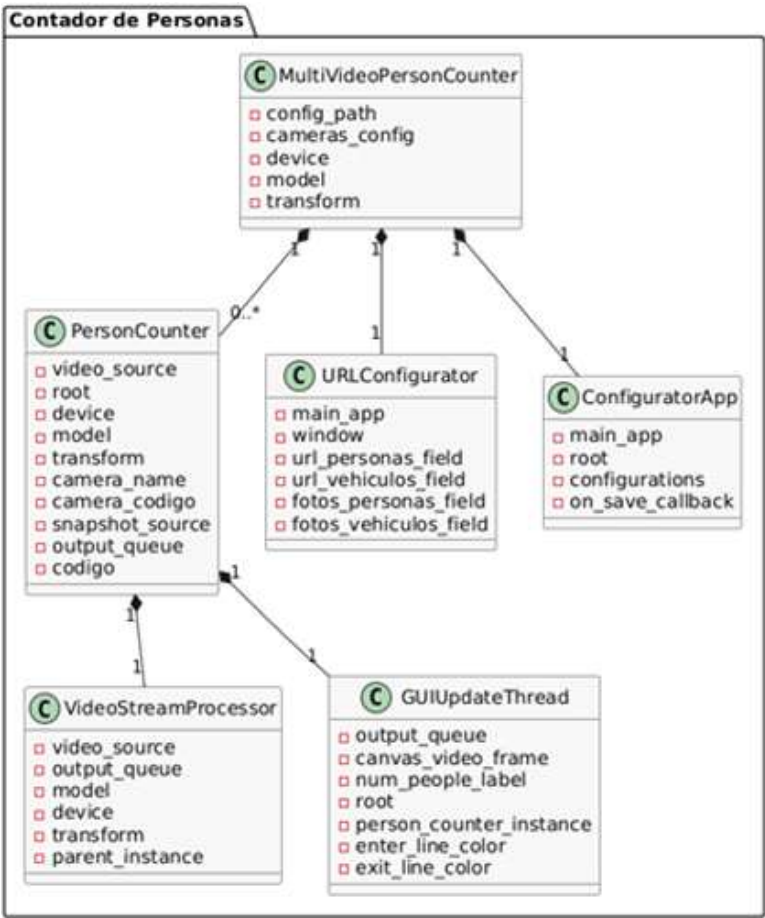 Contador de Personas
C MultiVideoPersonCounter
config_path
cameras_config
device
model
transform
1
1
1
0..*
1
1
C PersonCounter
video_source
root
device
model
transform
camera_name
camera_codigo
snapshot_source
output_queue
codigo
C URLConfigurator
main_app
window
url_personas_field
url_vehiculos_field
fotos_personas_field
fotos_vehiculos_field
C ConfiguratorApp
main_app
root
configurations
on_save_callback
1
1
1
1
C VideoStreamProcessor
video_source
output_queue
model
device
transform
parent_instance
C GUIUpdateThread
output_queue
canvas_video_frame
num_people_label
root
person_counter_instance
enter_line_color
exit_line_color